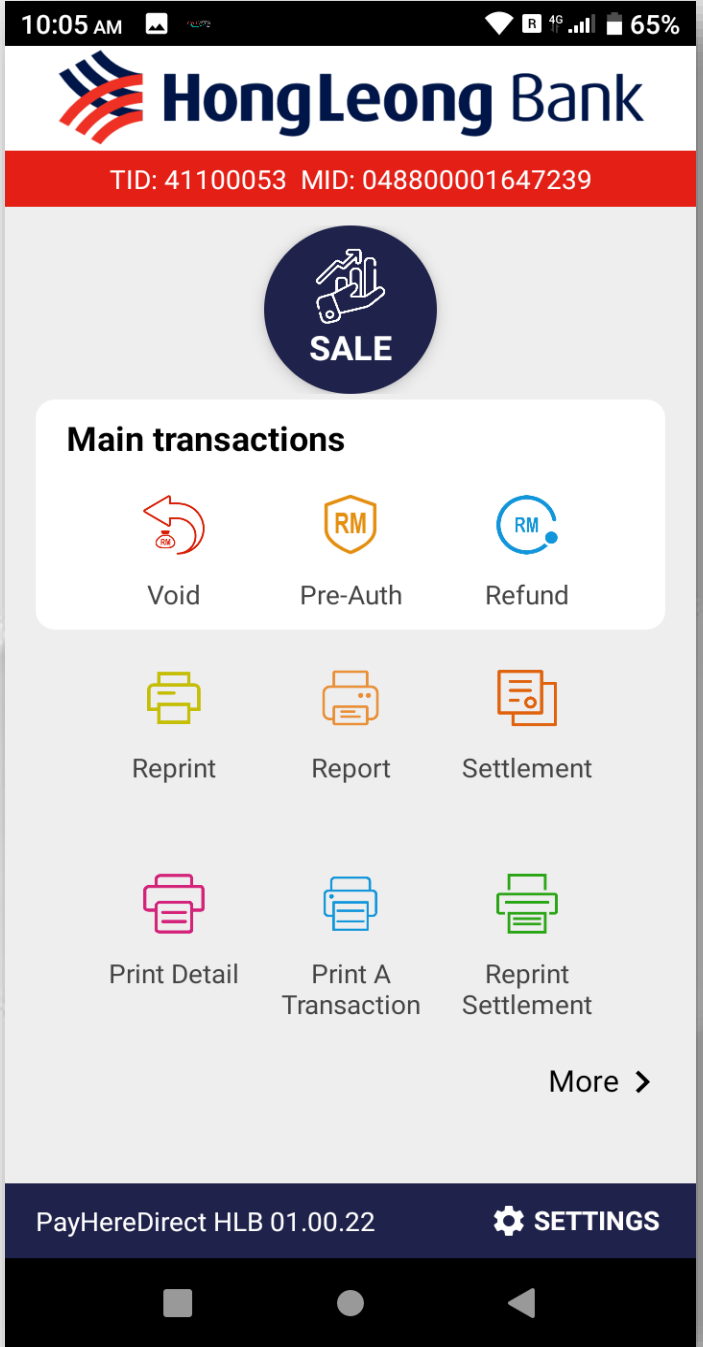 10:05 AM R 4G 65%
HongLeong Bank
TID: 41100053 MID: 048800001647239
SALE
Main transactions
RM RM RM
Void Pre-Auth Refund
Reprint Report Settlement
Print Detail Print A Transaction Reprint Settlement
More
PayHereDirect HLB 01.00.22 SETTINGS